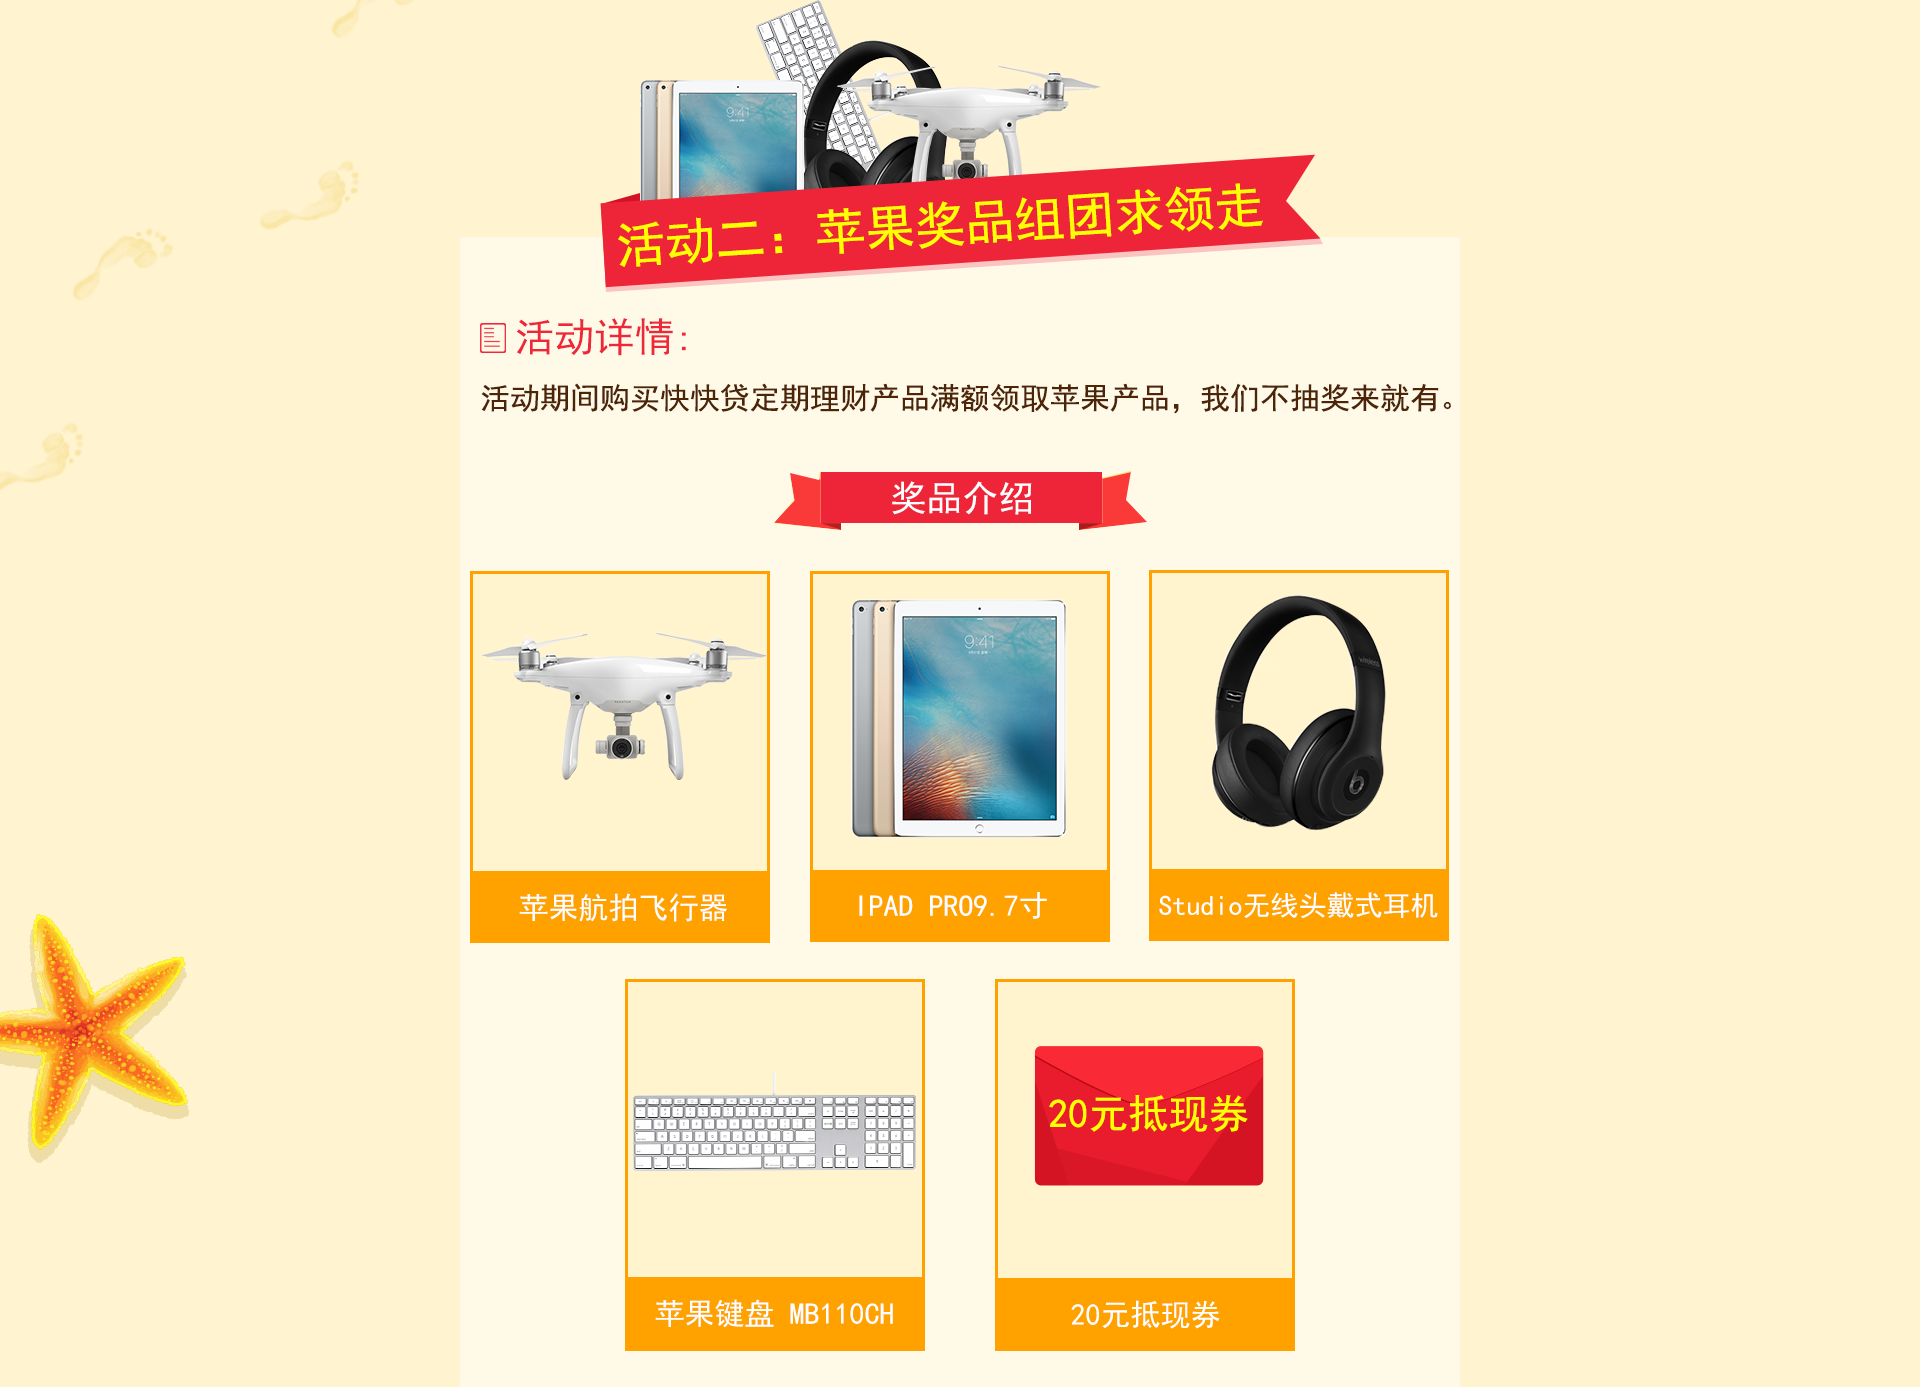 9:41
活动二：苹果奖品组团求领走
活动详情：
活动期间购买快快贷定期理财产品满额领取苹果产品，我们不抽奖来就有。
奖品介绍
9:41
苹果航拍飞行器
IPAD PRO9.7寸
Studio无线头戴式耳机
20元抵现券
苹果键盘 MB110CH
20元抵现券